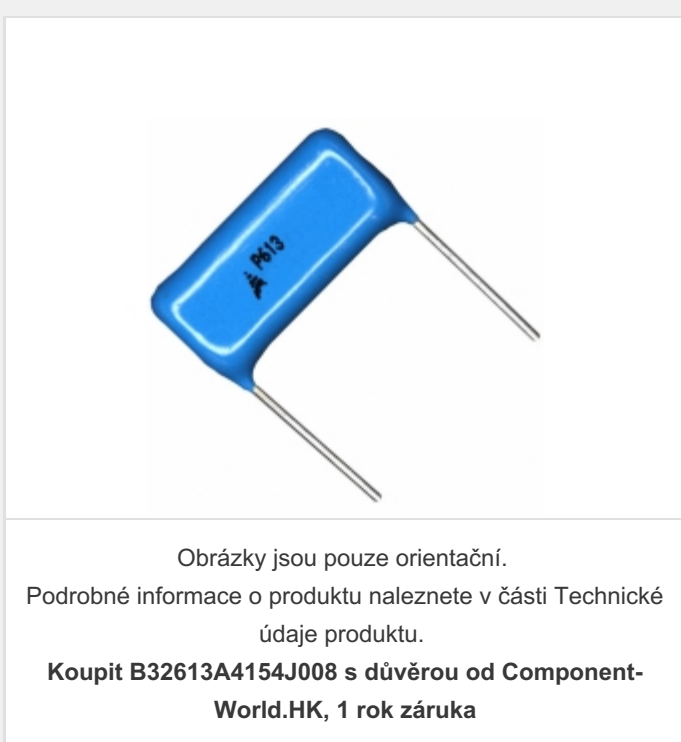 P613
Obrázky jsou pouze orientační.
Podrobné informace o produktu naleznete v části Technické
údaje produktu.
Koupit B32613A4154J008 s důvěrou od Component-
World.HK, 1 rok záruka